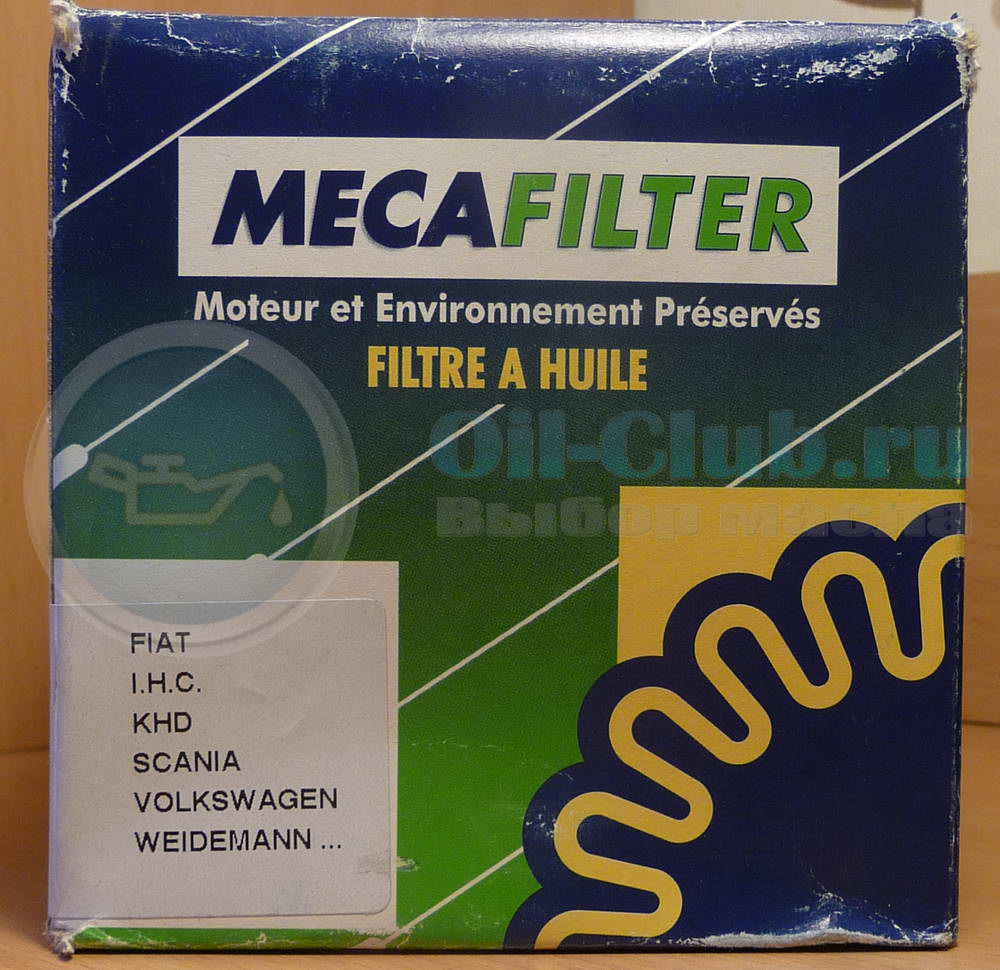 MECAFILTER
Moteur et Environnement Préservés
FILTRE A HUILE
Oil-Club.ru
Выбор масла
FIAT
I.H.C.
KHD
SCANIA
VOLKSWAGEN
WEIDEMANN ...